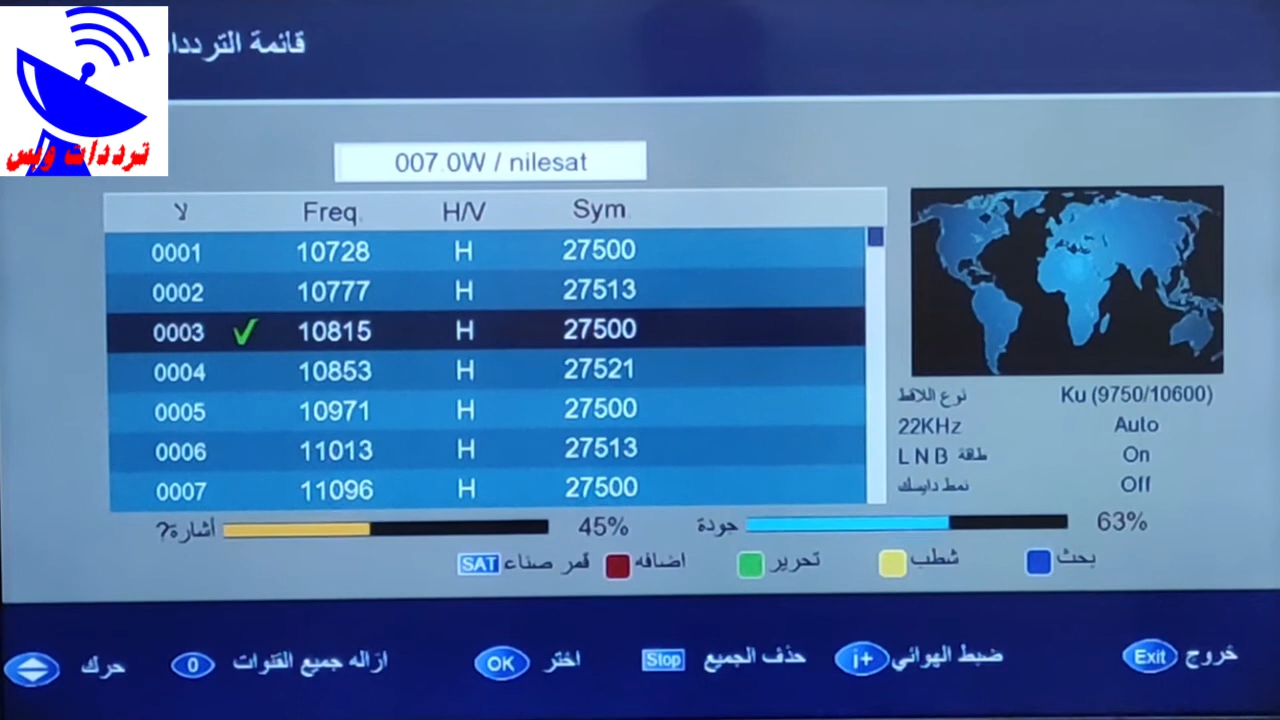 قائمة الترددا
ترددات ويس
007.0W / nilesat
لا Freq. H/V Sym
0001 10728 H 27500
0002 10777 H 27513
0003 10815 H 27500
0004 10853 H 27521
0005 10971 H 27500
0006 11013 H 27513
0007 11096 H 27500
نوع اللاقط Ku (9750/10600)
22KHz Auto
LNB طاقة On
نمط دايسك Off
أشارة? 45% جودة 63%
SAT قمر صناء اضافه تحرير شطب بحث
حرك 0 ازاله جميع القنوات OK اختر Stop حذف الجميع i+ ضبط الهوائي Exit خروج